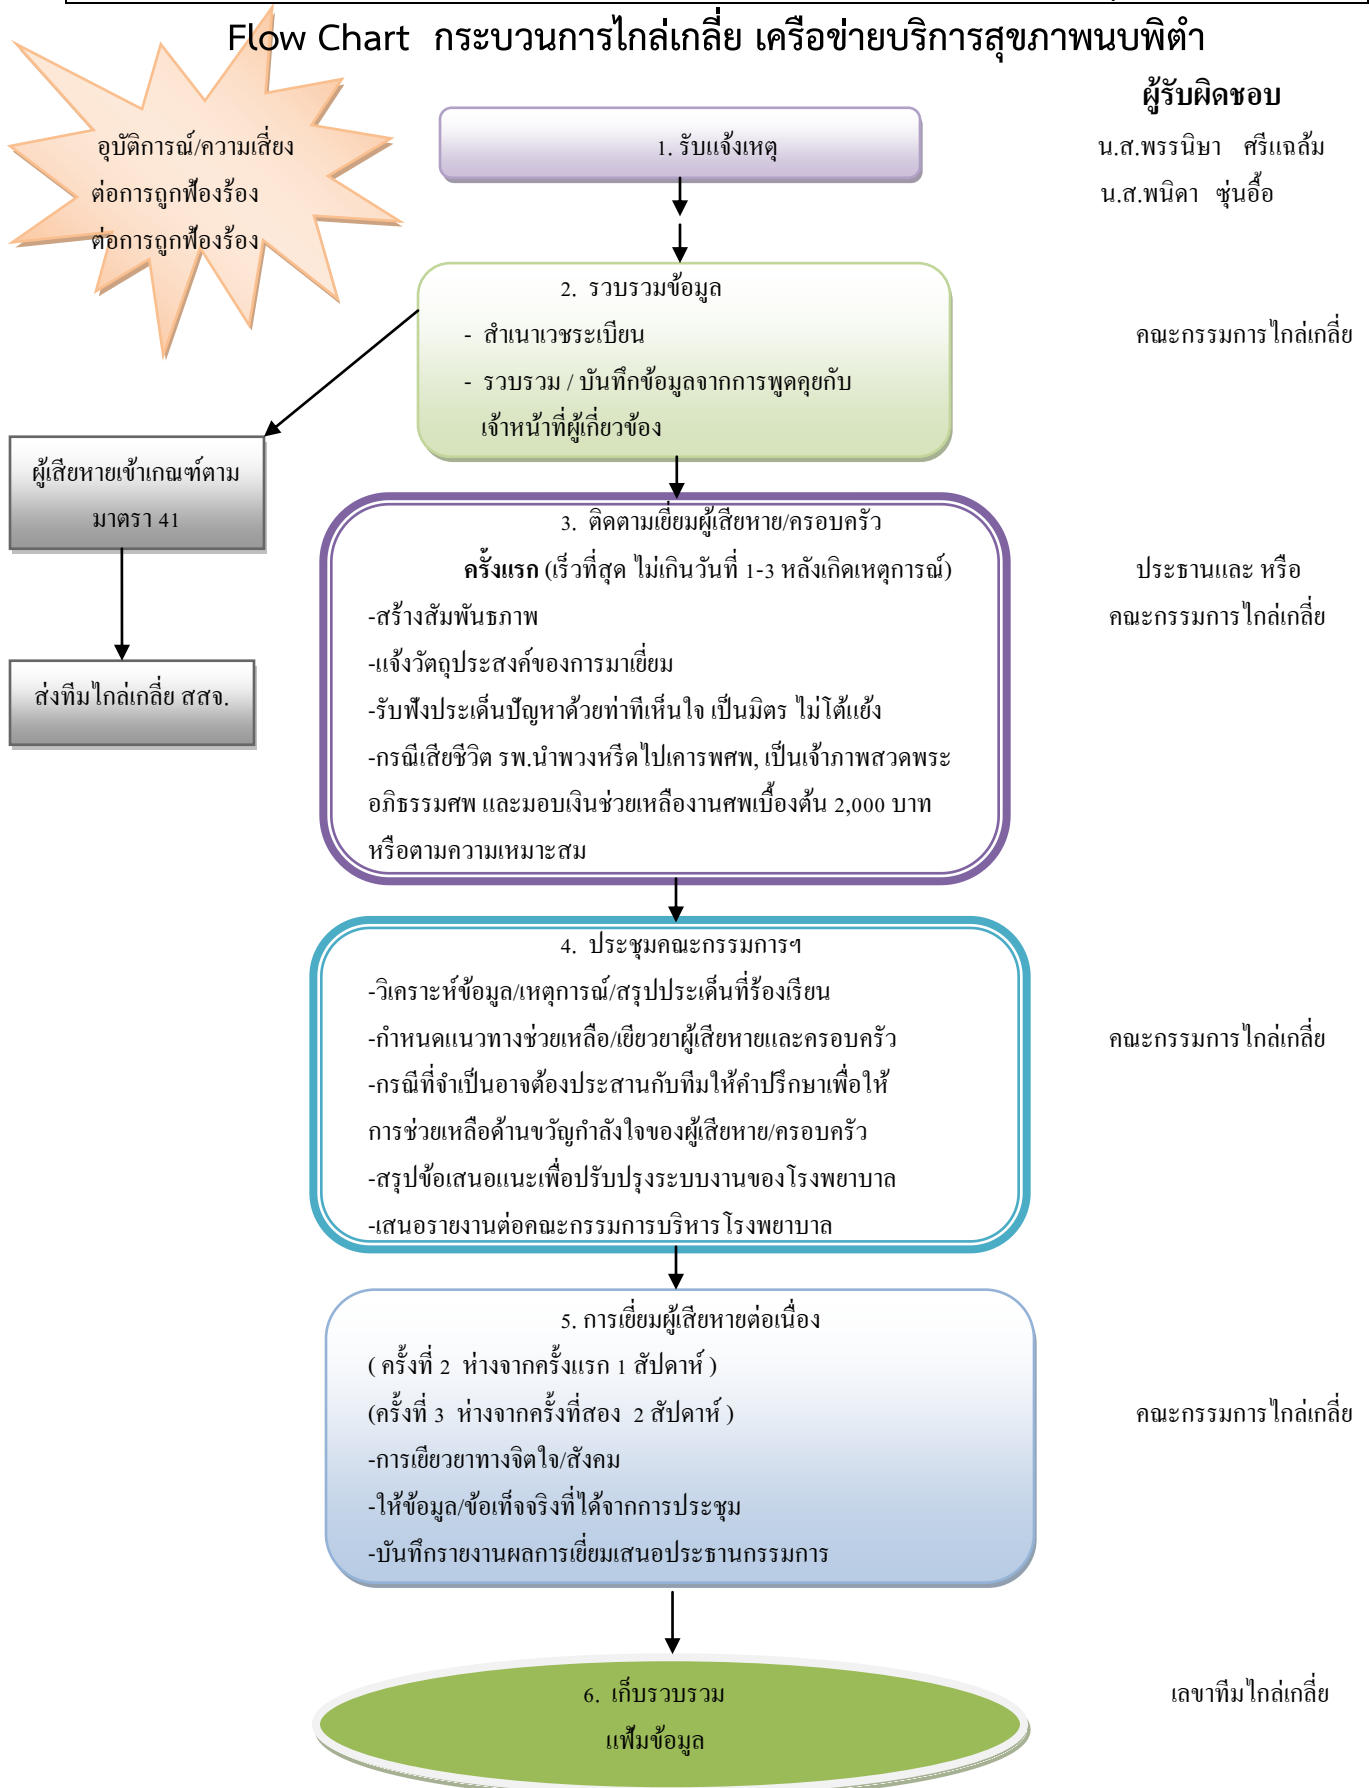 Flow Chart กระบวนการไกล่เกลี่ย เครือข่ายบริการสุขภาพนบพิตำ
ผู้รับผิดชอบ
อุบัติการณ์/ความเสี่ยง
ต่อการถูกฟ้องร้อง
ต่อการถูกฟ้องร้อง
1. รับแจ้งเหตุ
น.ส.พรรนิษา ศรีแฉล้ม
น.ส.พนิดา ซุ่นอื้อ
2. รวบรวมข้อมูล
- สำเนาเวชระเบียน
- รวบรวม / บันทึกข้อมูลจากการพูดคุยกับ
เจ้าหน้าที่ผู้เกี่ยวข้อง
คณะกรรมการไกล่เกลี่ย
ผู้เสียหายเข้าเกณฑ์ตาม
มาตรา 41
ส่งทีมไกล่เกลี่ย สสจ.
3. ติดตามเยี่ยมผู้เสียหาย/ครอบครัว
ครั้งแรก (เร็วที่สุด ไม่เกินวันที่ 1-3 หลังเกิดเหตุการณ์)
-สร้างสัมพันธภาพ
-แจ้งวัตถุประสงค์ของการมาเยี่ยม
-รับฟังประเด็นปัญหาด้วยท่าทีเห็นใจ เป็นมิตร ไม่โต้แย้ง
-กรณีเสียชีวิต รพ.นำพวงหรีดไปเคารพศพ, เป็นเจ้าภาพสวดพระ
อภิธรรมศพ และมอบเงินช่วยเหลืองานศพเบื้องต้น 2,000 บาท
หรือตามความเหมาะสม
ประธานและ หรือ
คณะกรรมการไกล่เกลี่ย
4. ประชุมคณะกรรมการฯ
-วิเคราะห์ข้อมูล/เหตุการณ์/สรุปประเด็นที่ร้องเรียน
-กำหนดแนวทางช่วยเหลือ/เยียวยาผู้เสียหายและครอบครัว
-กรณีที่จำเป็นอาจต้องประสานกับทีมให้คำปรึกษาเพื่อให้
การช่วยเหลือด้านขวัญกำลังใจของผู้เสียหาย/ครอบครัว
-สรุปข้อเสนอแนะเพื่อปรับปรุงระบบงานของโรงพยาบาล
-เสนอรายงานต่อคณะกรรมการบริหารโรงพยาบาล
คณะกรรมการไกล่เกลี่ย
5. การเยี่ยมผู้เสียหายต่อเนื่อง
( ครั้งที่ 2 ห่างจากครั้งแรก 1 สัปดาห์ )
(ครั้งที่ 3 ห่างจากครั้งที่สอง 2 สัปดาห์ )
-การเยียวยาทางจิตใจ/สังคม
-ให้ข้อมูล/ข้อเท็จจริงที่ได้จากการประชุม
-บันทึกรายงานผลการเยี่ยมเสนอประธานกรรมการ
คณะกรรมการไกล่เกลี่ย
6. เก็บรวบรวม
แฟ้มข้อมูล
เลขาทีมไกล่เกลี่ย